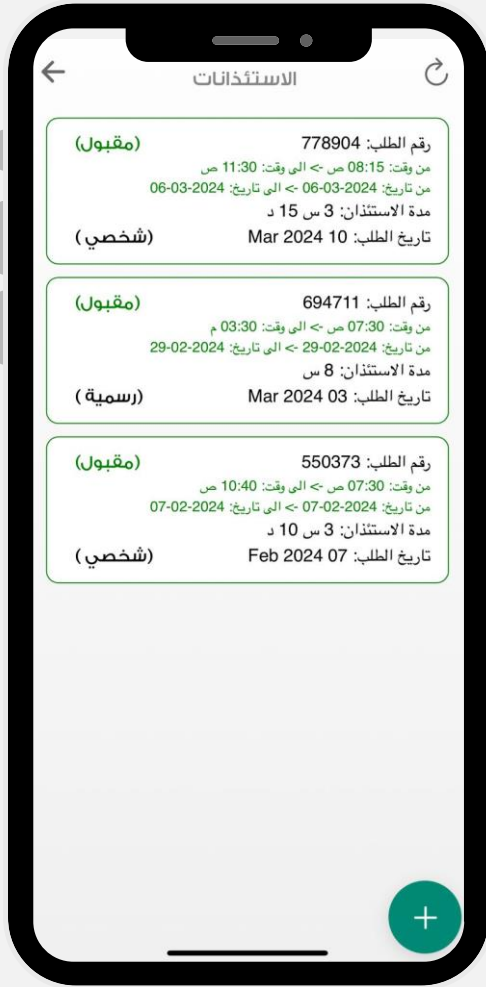 الاستئذانات
رقم الطلب: 778904 (مقبول)
من وقت: 08:15 ص -> الى وقت: 11:30 ص
من تاريخ: 2024-03-06 -> الى تاريخ: 2024-03-06
مدة الاستئذان: 3 س 15 د
تاريخ الطلب: 10 Mar 2024 (شخصي)
رقم الطلب: 694711 (مقبول)
من وقت: 07:30 ص -> الى وقت: 03:30 م
من تاريخ: 2024-02-29 -> الى تاريخ: 2024-02-29
مدة الاستئذان: 8 س
تاريخ الطلب: 03 Mar 2024 (رسمية)
رقم الطلب: 550373 (مقبول)
من وقت: 07:30 ص -> الى وقت: 10:40 ص
من تاريخ: 2024-02-07 -> الى تاريخ: 2024-02-07
مدة الاستئذان: 3 س 10 د
تاريخ الطلب: 07 Feb 2024 (شخصي)